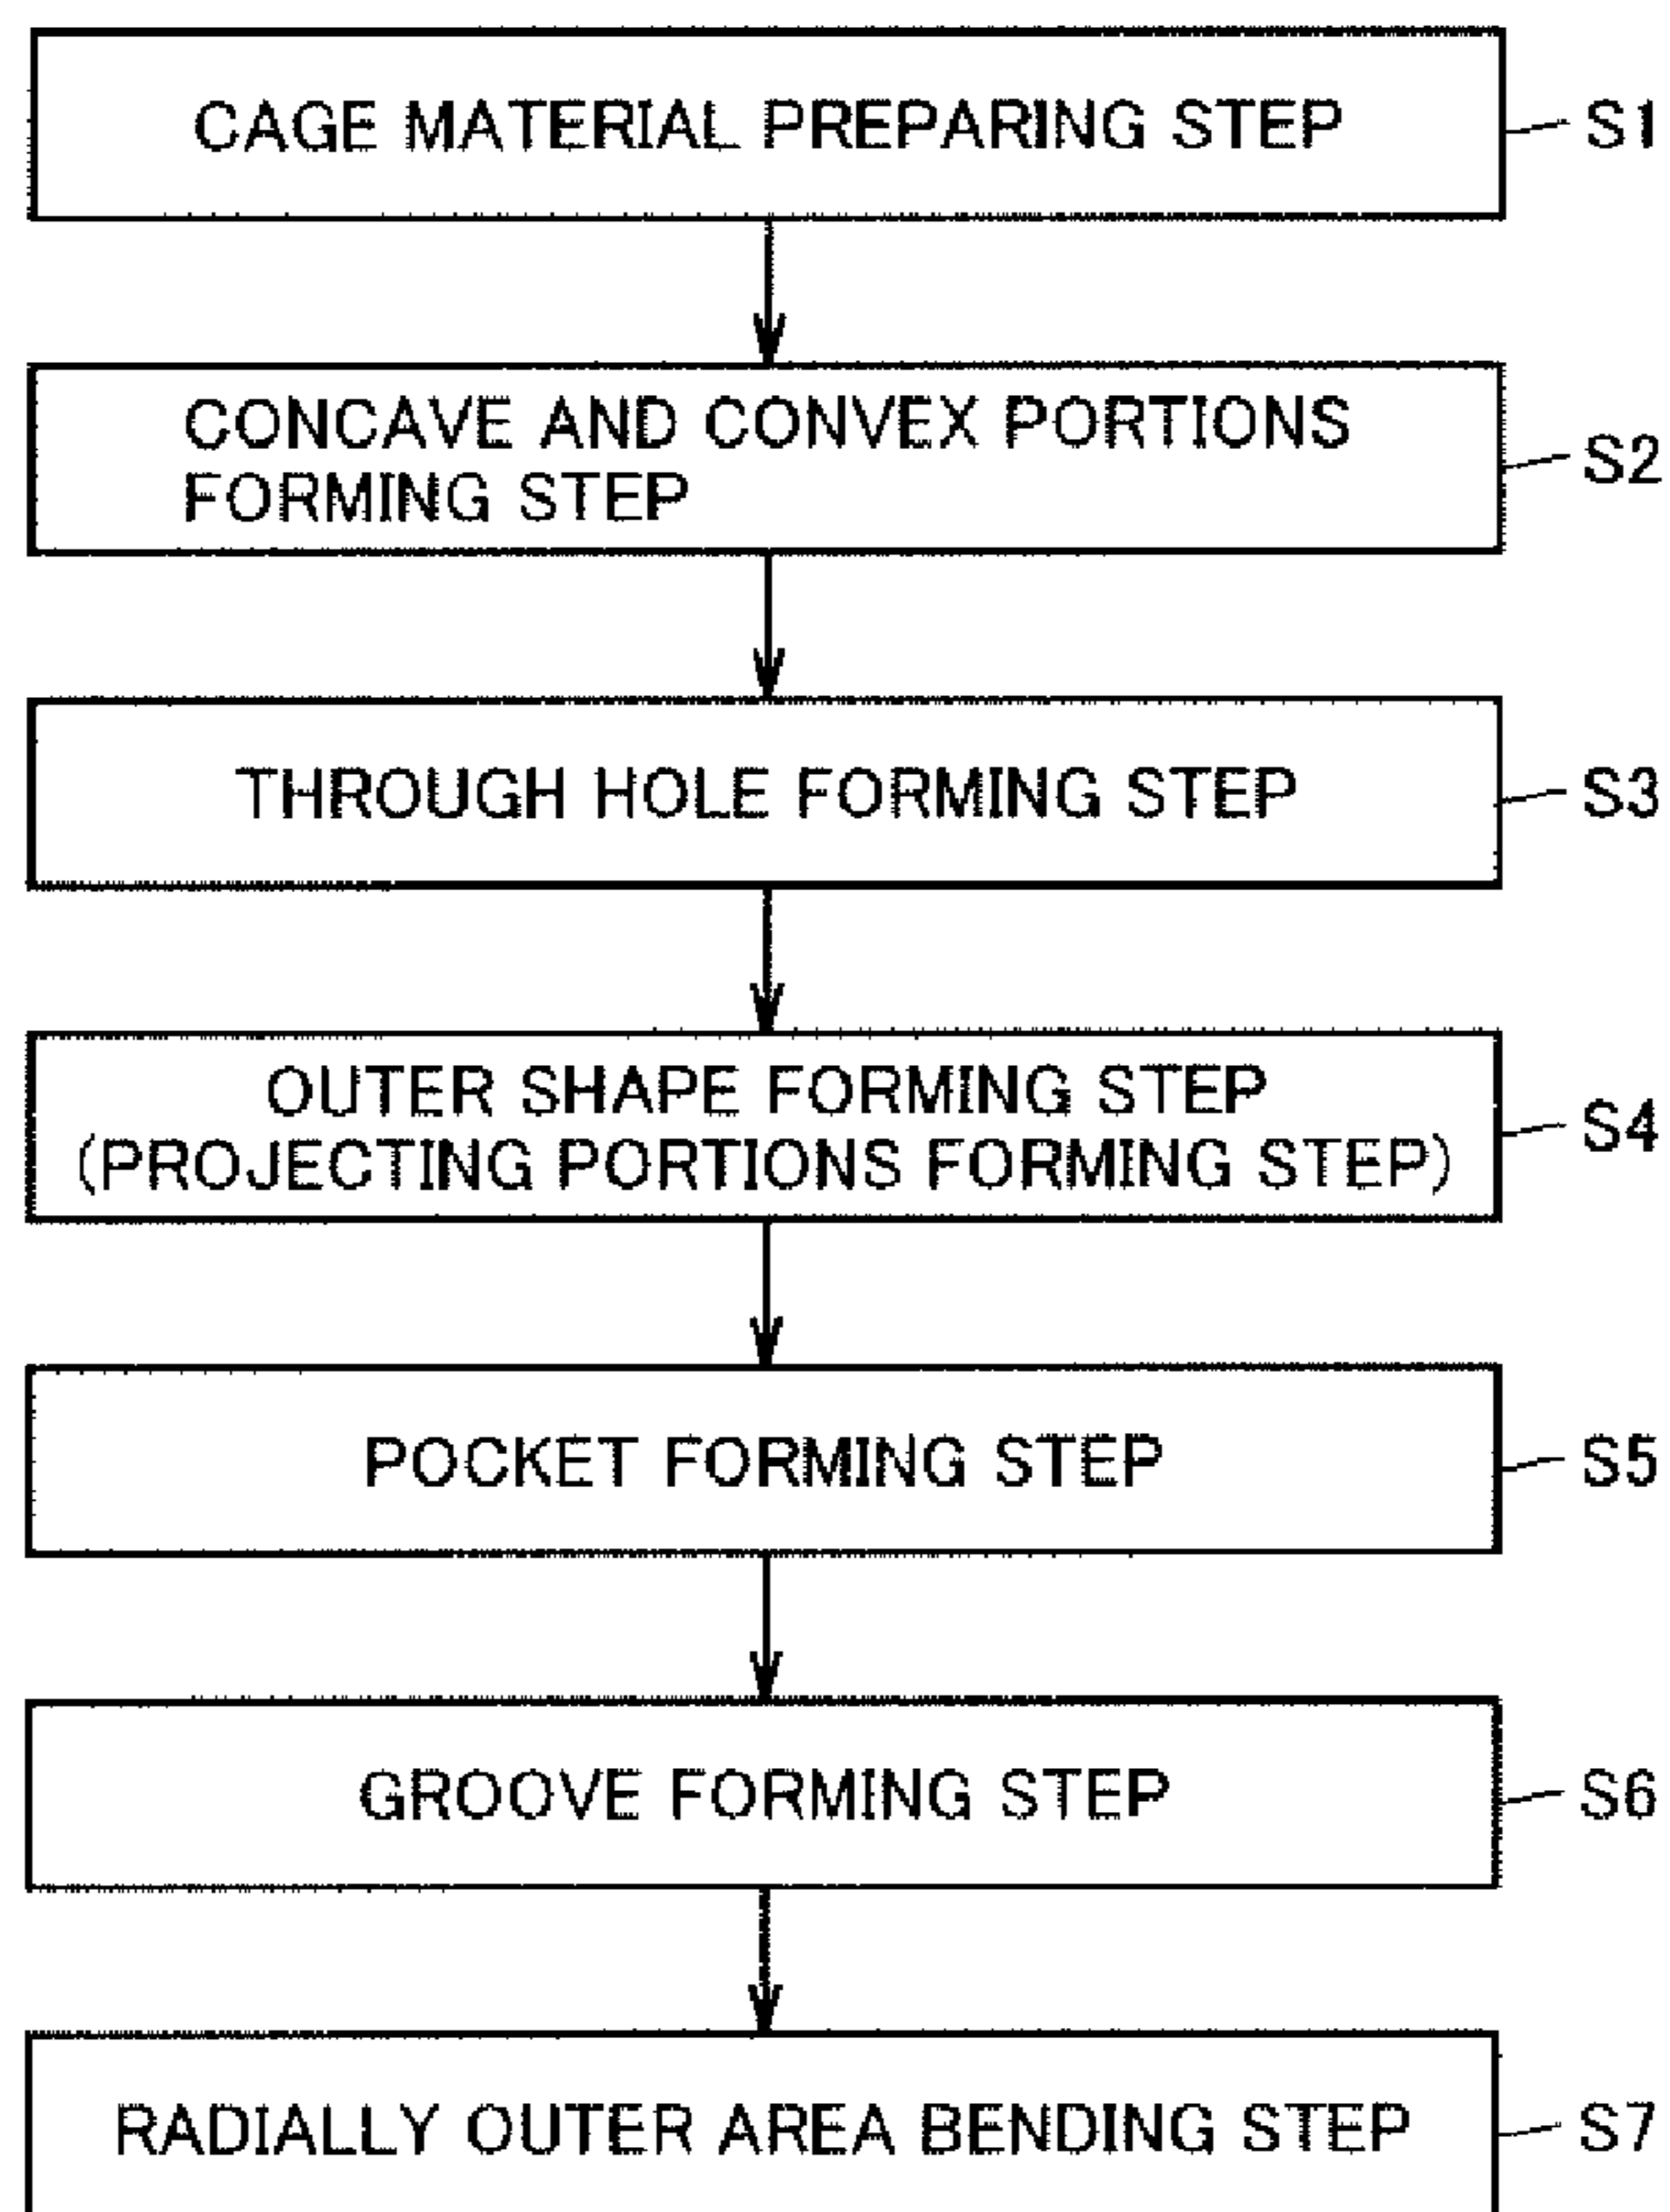 CAGE MATERIAL PREPARING STEP
S1
CONCAVE AND CONVEX PORTIONS
FORMING STEP
S2
THROUGH HOLE FORMING STEP
S3
OUTER SHAPE FORMING STEP
(PROJECTING PORTIONS FORMING STEP)
S4
POCKET FORMING STEP
S5
GROOVE FORMING STEP
S6
RADIALLY OUTER AREA BENDING STEP
S7